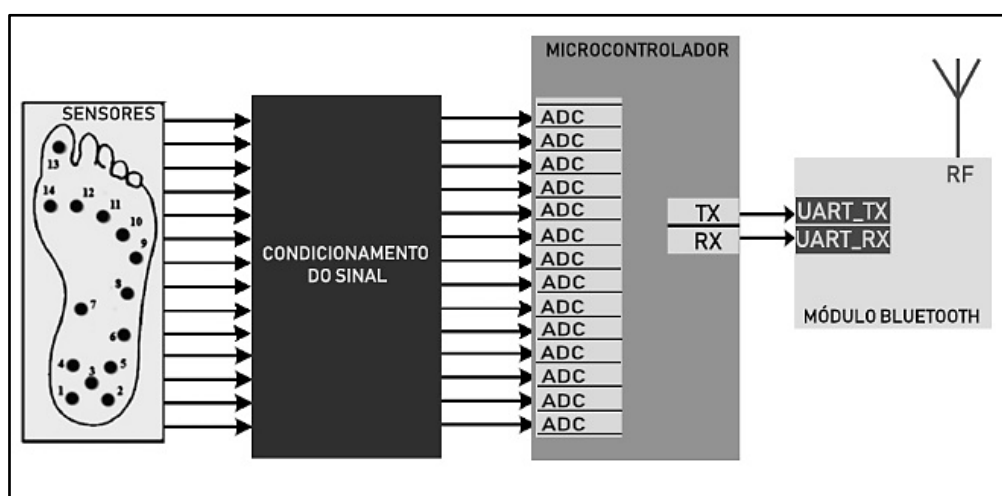 SENSORES
13
14
12
11
10
9
8
7
6
4
5
3
1
2
CONDICIONAMENTO
DO SINAL
MICROCONTROLADOR
ADC
ADC
ADC
ADC
ADC
ADC
ADC
ADC
ADC
ADC
ADC
ADC
ADC
ADC
TX
RX
RF
UART_TX
UART_RX
MÓDULO BLUETOOTH